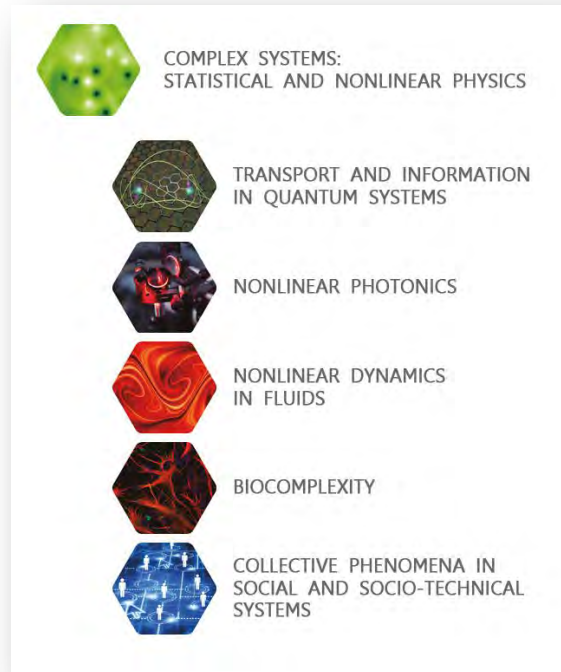 COMPLEX SYSTEMS:
STATISTICAL AND NONLINEAR PHYSICS
TRANSPORT AND INFORMATION
IN QUANTUM SYSTEMS
NONLINEAR PHOTONICS
NONLINEAR DYNAMICS
IN FLUIDS
BIOCOMPLEXITY
COLLECTIVE PHENOMENA IN
SOCIAL AND SOCIO-TECHNICAL
SYSTEMS